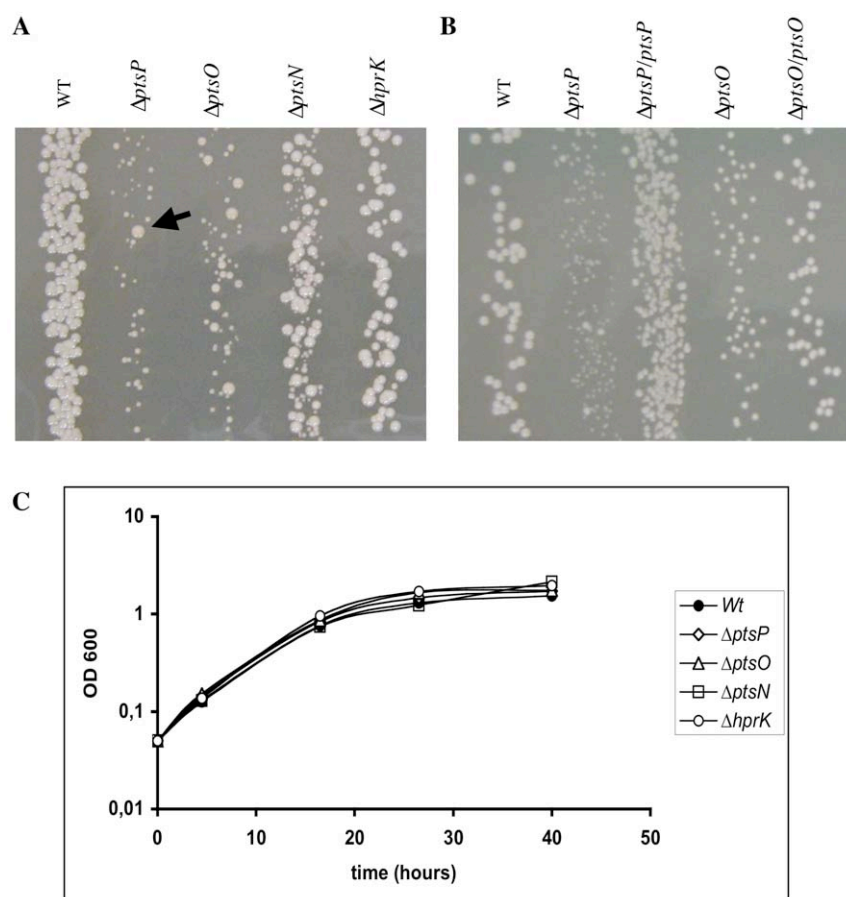 A
WT
ΔptsP
ΔptsO
ΔptsN
ΔhprK
B
WT
ΔptsP
ΔptsP/ptsP
ΔptsO
ΔptsO/ptsO
C
10
1
0,1
0,01
OD 600
0 10 20 30 40 50
time (hours)
Wt
ΔptsP
ΔptsO
ΔptsN
ΔhprK